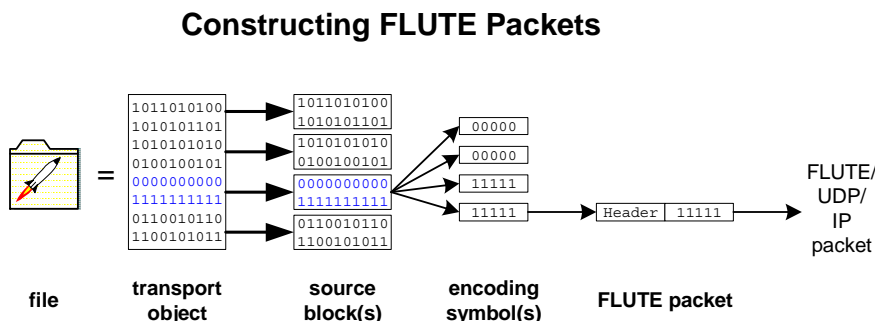 Constructing FLUTE Packets
1011010100
1010101101
1010101010
0100100101
0000000000
1111111111
0110010110
1100101011
1011010100
1010101101
1010101010
0100100101
0000000000
1111111111
0110010110
1100101011
00000
00000
11111
11111
Header 11111
=
FLUTE/
UDP/
IP
packet
file
transport
object
source
block(s)
encoding
symbol(s)
FLUTE packet